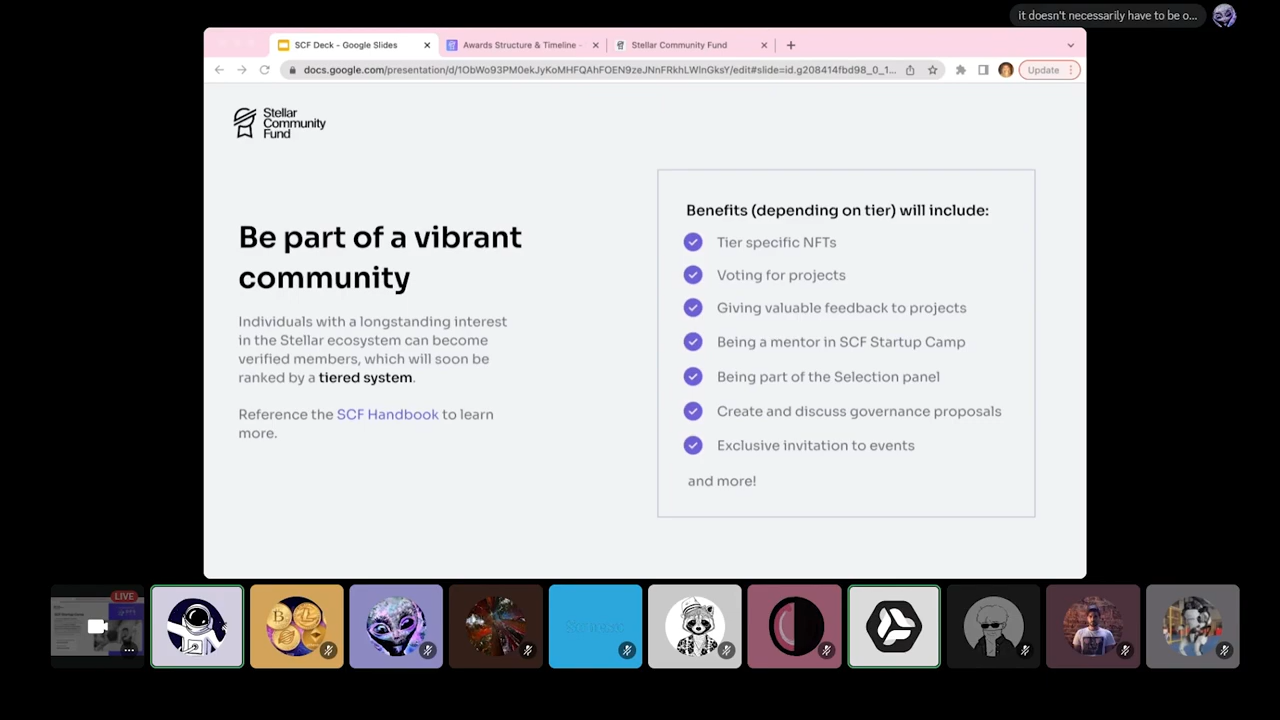 it doesn't necessarily have to be o...
SCF Deck - Google Slides
Awards Structure & Timeline -
Stellar Community Fund
docs.google.com/presentation/d/1ObWo93PM0ekJyKoMHFQAhFOEN9zeJNnFRkhLWInGksY/edit#slide=id.g208414fbd98_0_1...
Update
Stellar
Community
Fund
Be part of a vibrant
community
Individuals with a longstanding interest
in the Stellar ecosystem can become
verified members, which will soon be
ranked by a tiered system.
Reference the SCF Handbook to learn
more.
Benefits (depending on tier) will include:
Tier specific NFTs
Voting for projects
Giving valuable feedback to projects
Being a mentor in SCF Startup Camp
Being part of the Selection panel
Create and discuss governance proposals
Exclusive invitation to events
and more!
LIVE